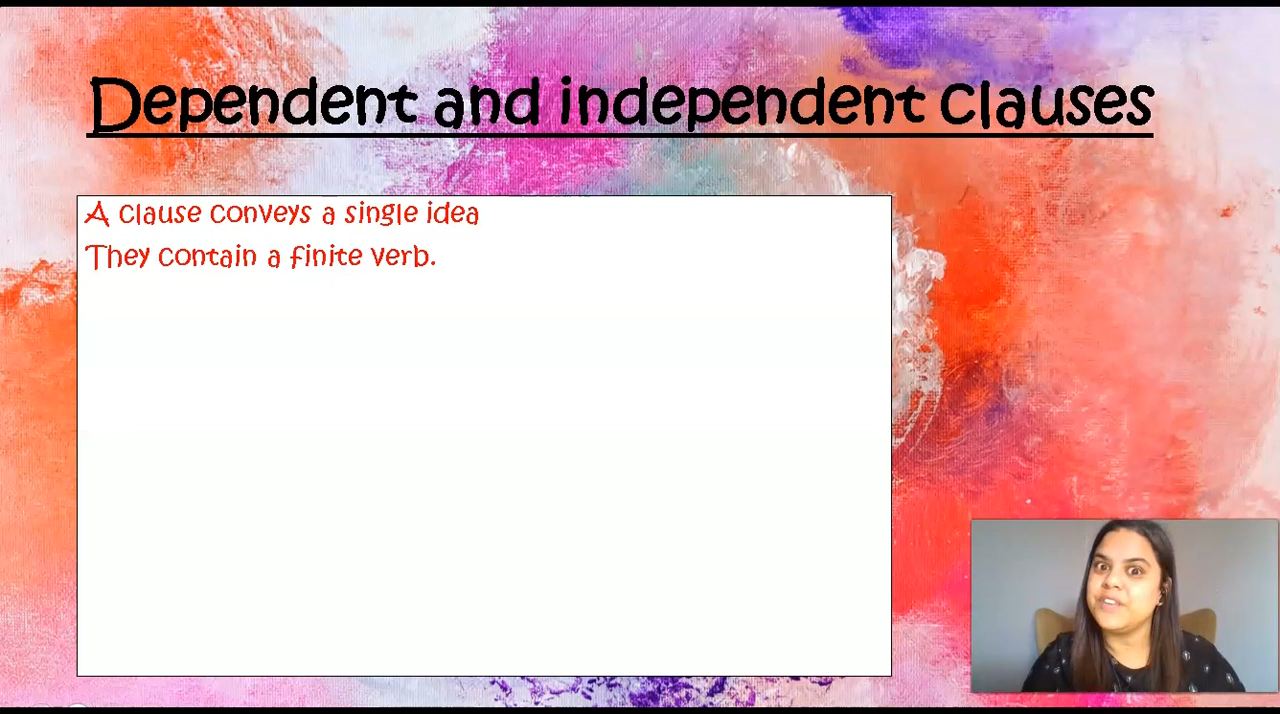 Dependent and independent clauses
A clause conveys a single idea
They contain a finite verb.